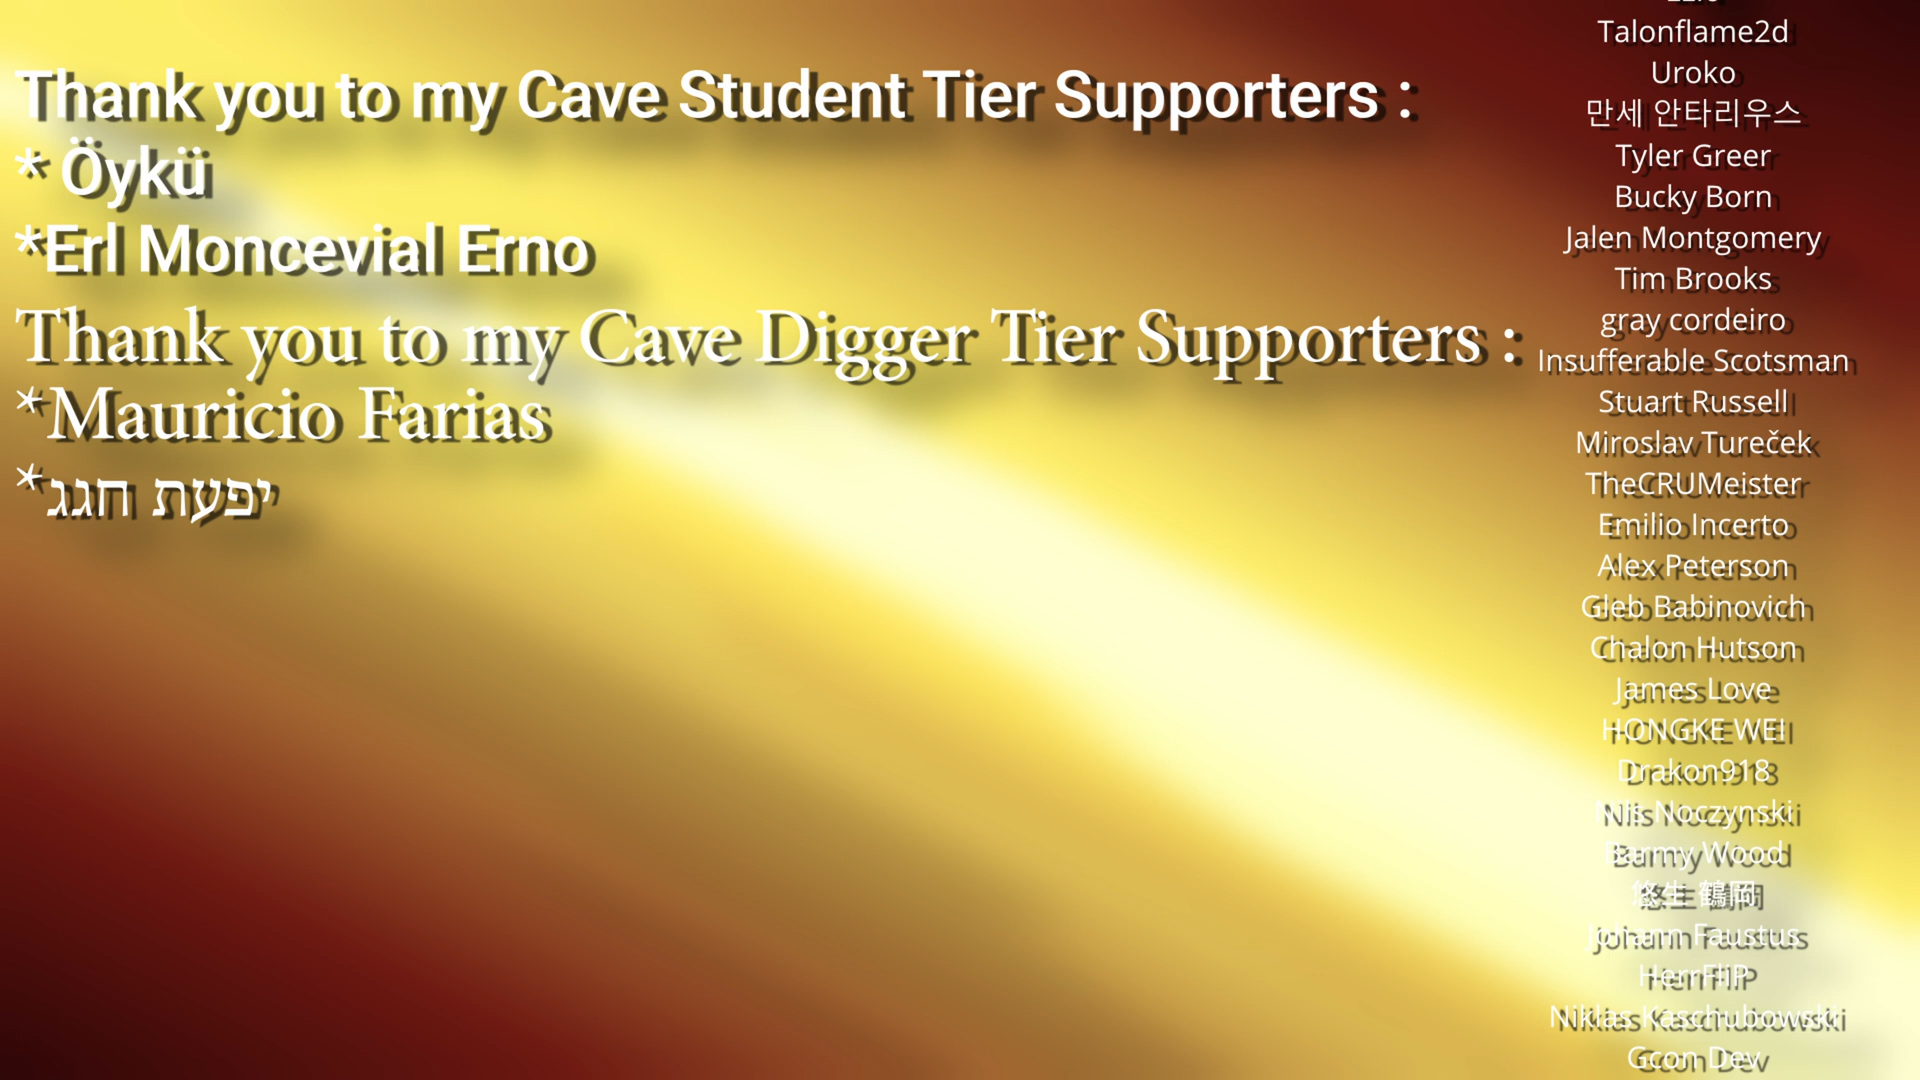 Thank you to my Cave Student Tier Supporters :
* Öykü
*Erl Moncevial Erno
Thank you to my Cave Digger Tier Supporters :
*Mauricio Farias
*יפעת חגג
Talonflame2d
Uroko
만세 안타리우스
Tyler Greer
Bucky Born
Jalen Montgomery
Tim Brooks
gray cordeiro
Insufferable Scotsman
Stuart Russell
Miroslav Tureček
TheCRUMeister
Emilio Incerto
Alex Peterson
Gleb Babinovich
Chalon Hutson
James Love
HONGKE WEI
Drakon918
Nils Noczynski
Barmy Wood
悠生 鶴岡
Johann Faustus
HerrFliP
Niklas Kaschubowski
Gcon Dev